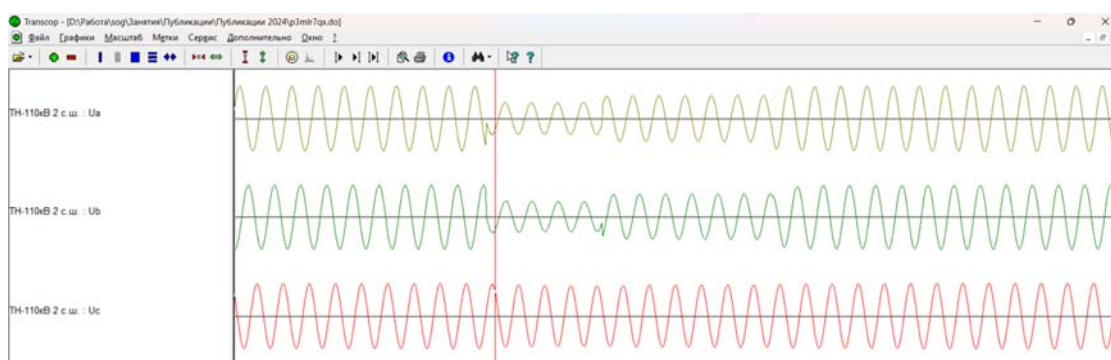 Transcop - [D:\Работа\sog\Занятия\Публикации\Публикации 2024\p3mlr7qx.do]
Файл Графики Масштаб Метки Сервис Дополнительно Окно ?
ТН-110кВ 2 с.ш. : Ua
ТН-110кВ 2 с.ш. : Ub
ТН-110кВ 2 с.ш. : Uc